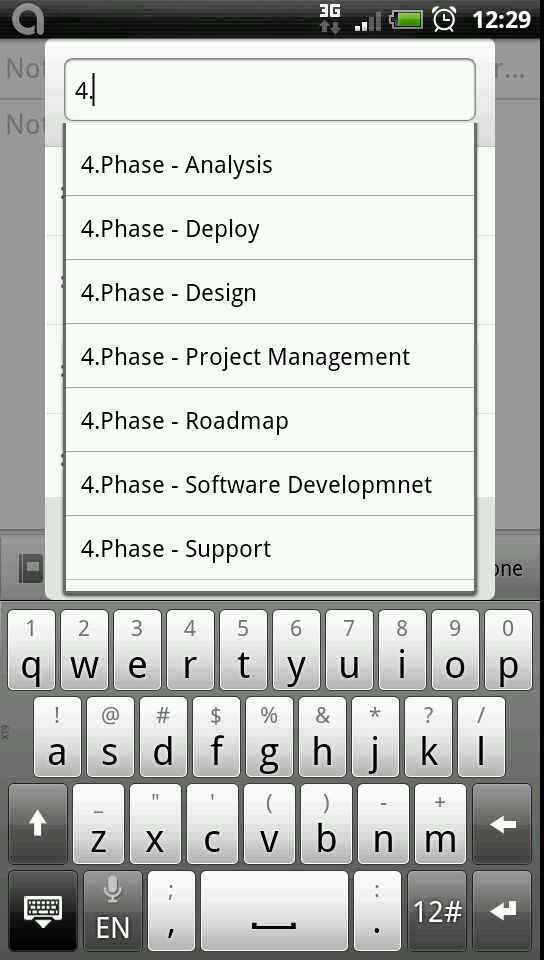 3G 12:29
Not r...
4.
Not
4.Phase - Analysis
4.Phase - Deploy
4.Phase - Design
4.Phase - Project Management
4.Phase - Roadmap
4.Phase - Software Developmnet
4.Phase - Support
one
1 2 3 4 5 6 7 8 9 0
q w e r t y u i o p
! @ # $ % & * ? /
a s d f g h j k l
XT9
_ " ' ( ) - +
z x c v b n m
; :
EN , . 12#